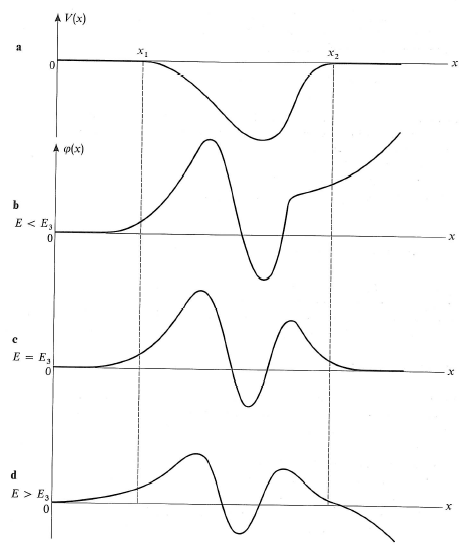 V(x)
a
x₁
x₂
0
x
φ(x)
b
E < E₃
0
x
c
E = E₃
0
x
d
E > E₃
0
x